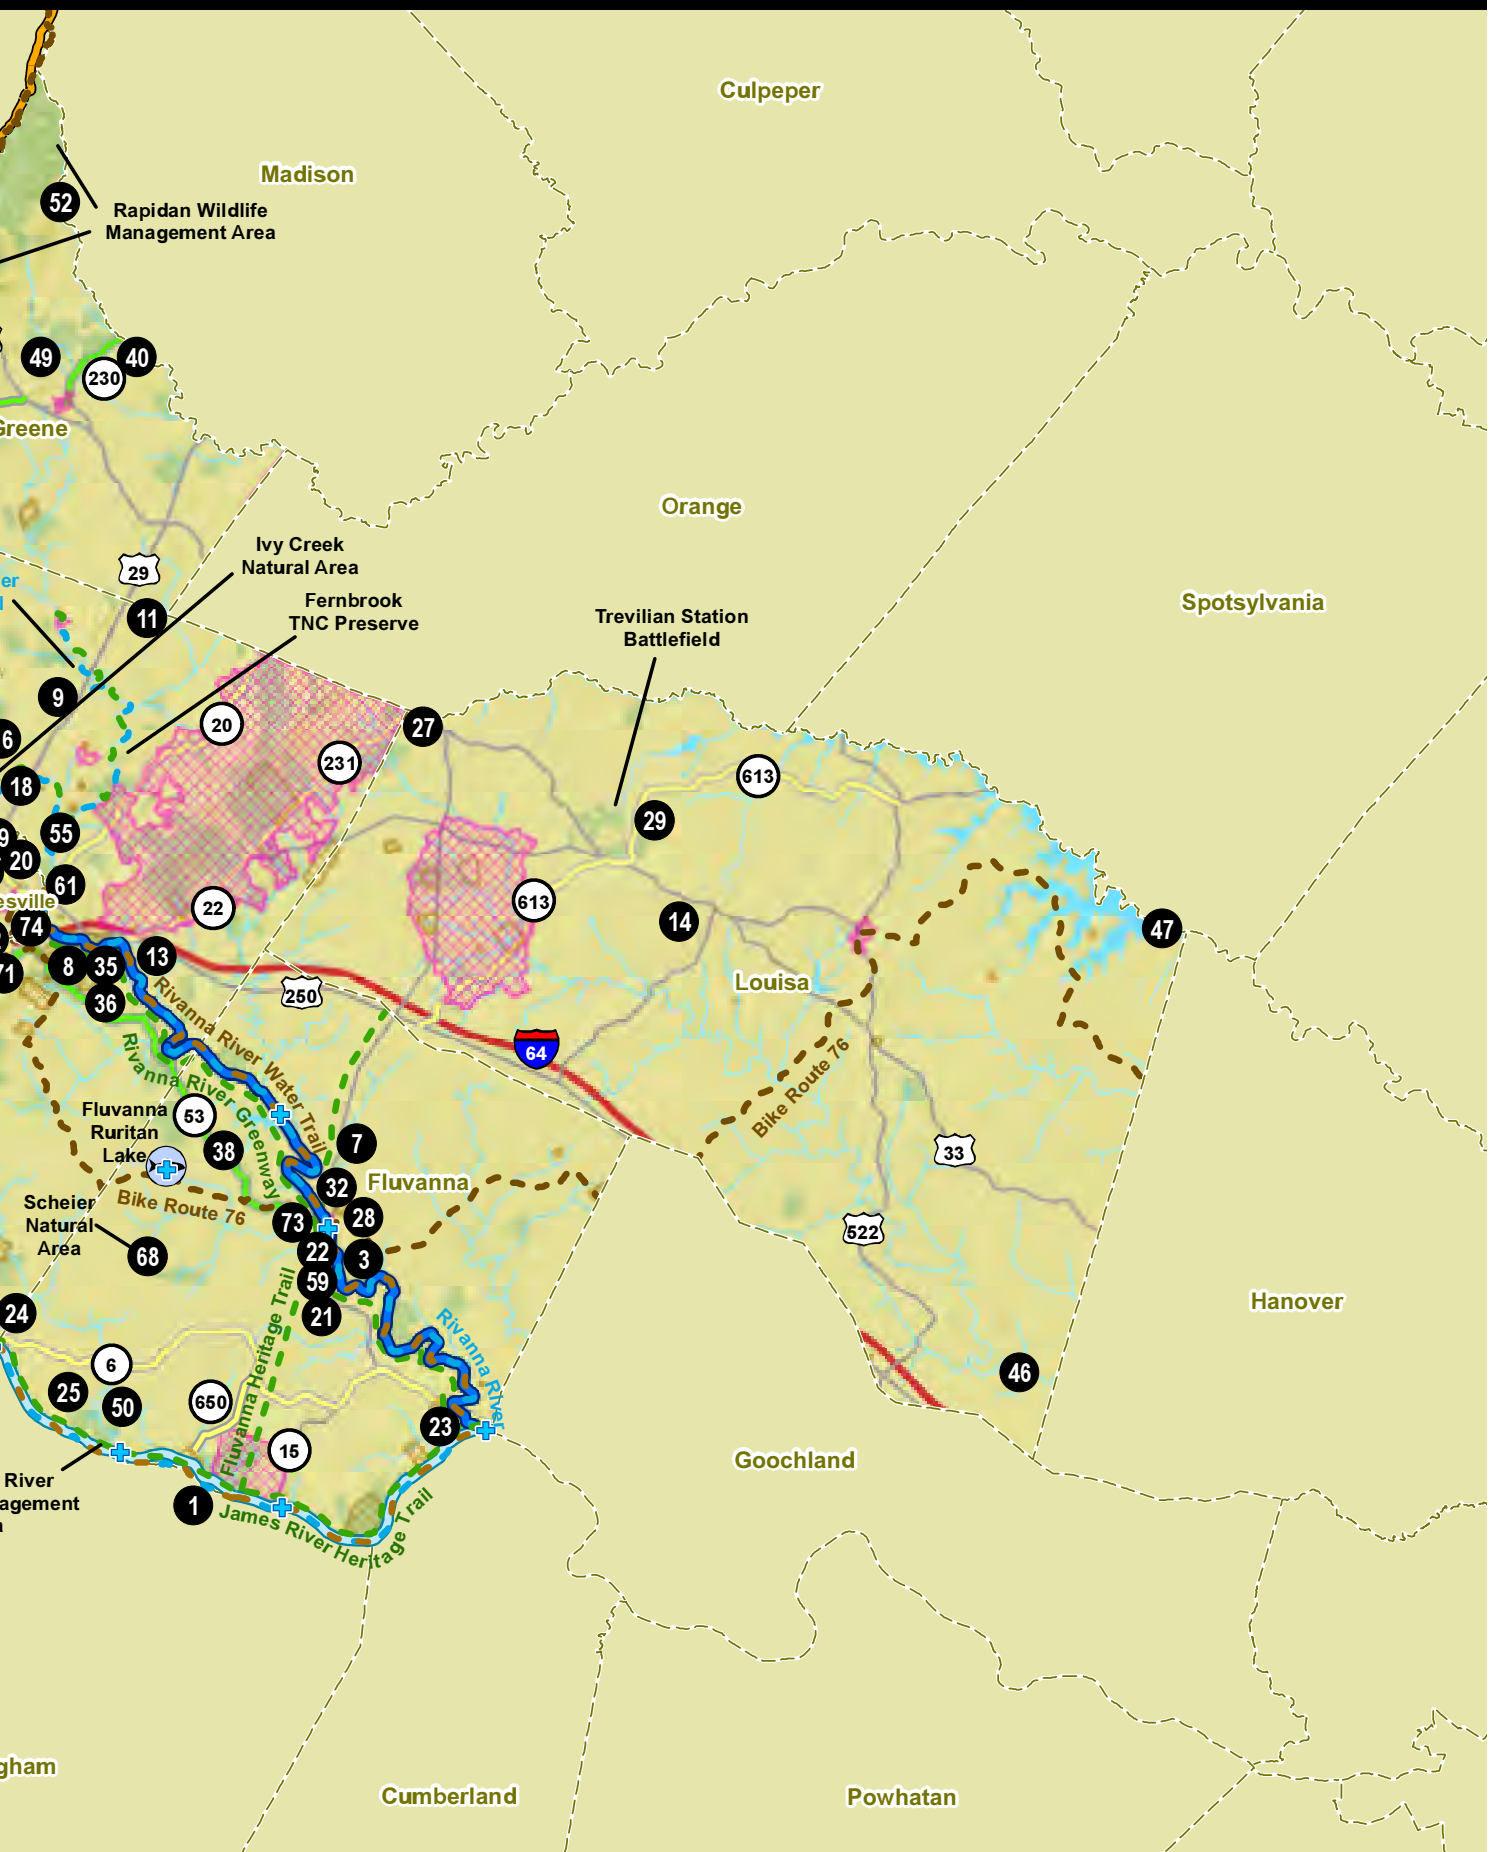 Culpeper
Madison
52
Rapidan Wildlife
Management Area
49
40
230
Greene
Orange
Ivy Creek
Natural Area
29
Fernbrook
TNC Preserve
Spotsylvania
11
Trevilian Station
Battlefield
9
20
27
6
231
613
18
29
55
20
61
613
22
14
74
47
13
8
35
71
36
Louisa
250
Rivanna River Water Trail
64
Rivanna River Greenway
Bike Route 76
Fluvanna
Ruritan
Lake
53
7
38
33
Fluvanna
32
Bike Route 76
Scheier
Natural
Area
73
28
522
68
22
3
59
Hanover
24
21
Fluvanna Heritage Trail
Rivanna River
6
46
25
50
650
23
15
Goochland
River
1
James River Heritage Trail
Cumberland
Powhatan